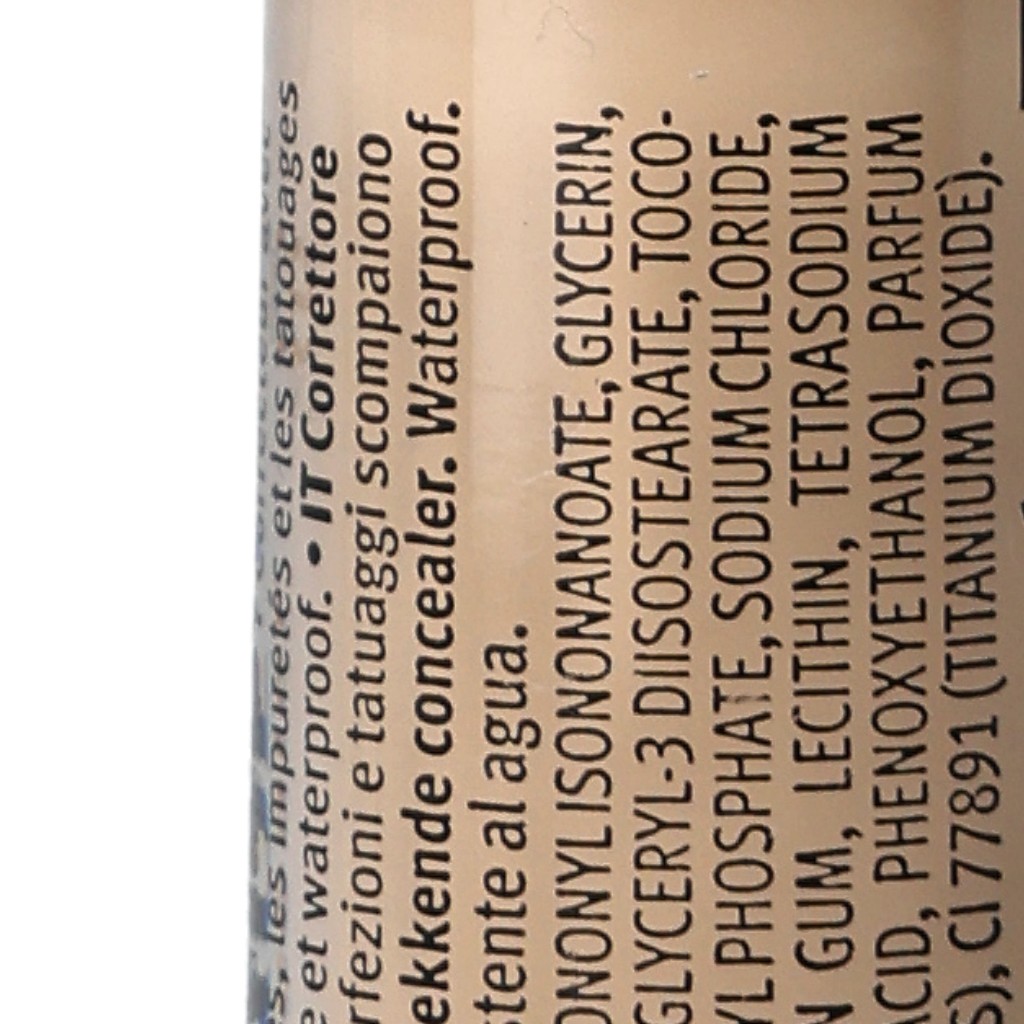 les impuretés et les tatouages
et waterproof. • IT Correttore
rfezioni e tatuaggi scompaiono
ekkende concealer. Waterproof.
stente al agua.
ONONYL ISONONANOATE, GLYCERIN,
GLYCERYL-3 DIISOSTEARATE, TOCO-
YL PHOSPHATE, SODIUM CHLORIDE,
N GUM, LECITHIN, TETRASODIUM
ACID, PHENOXYETHANOL, PARFUM
S), CI 77891 (TITANIUM DIOXIDE).